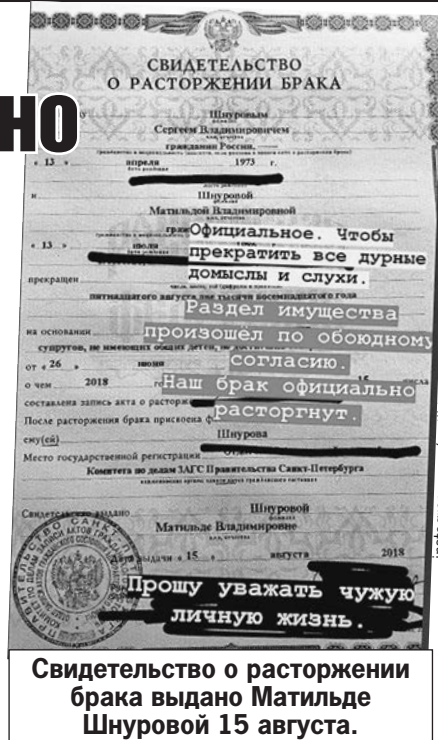 НО
СВИДЕТЕЛЬСТВО
О РАСТОРЖЕНИИ БРАКА
Шнуровым
Сергеем Владимировичем
гражданин России.
« 13 » апреля 1973 г.
и Шнуровой
Матильдой Владимировной
« 13 » июля
Официальное. Чтобы
прекратить все дурные
домыслы и слухи.
прекращен
пятнадцатого августа две тысячи восемнадцатого года
Раздел имущества
на основании
произошёл по обоюдному
супругов, не имеющих общих детей, не
согласию.
от « 26 » июня
о чем 2018
Наш брак официально
составлена запись акта о
расторгнут.
После расторжения брака присвоена
ему(ей) Шнурова
Место государственной регистрации
Комитета по делам ЗАГС Правительства Санкт-Петербурга
Свидетельство выдано Шнуровой
Матильде Владимировне
выдачи « 15 » августа 2018
Прошу уважать чужую
личную жизнь.
Свидетельство о расторжении
брака выдано Матильде
Шнуровой 15 августа.